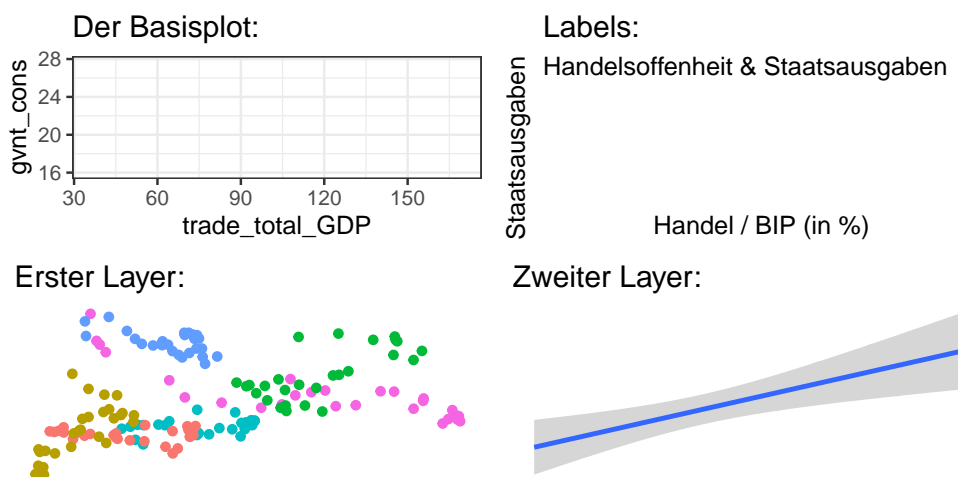 Der Basisplot:
28
24
20
16
gvnt_cons
30 60 90 120 150
trade_total_GDP
Labels:
Handelsoffenheit & Staatsausgaben
Staatsausgaben
Handel / BIP (in %)
Erster Layer:
Zweiter Layer: